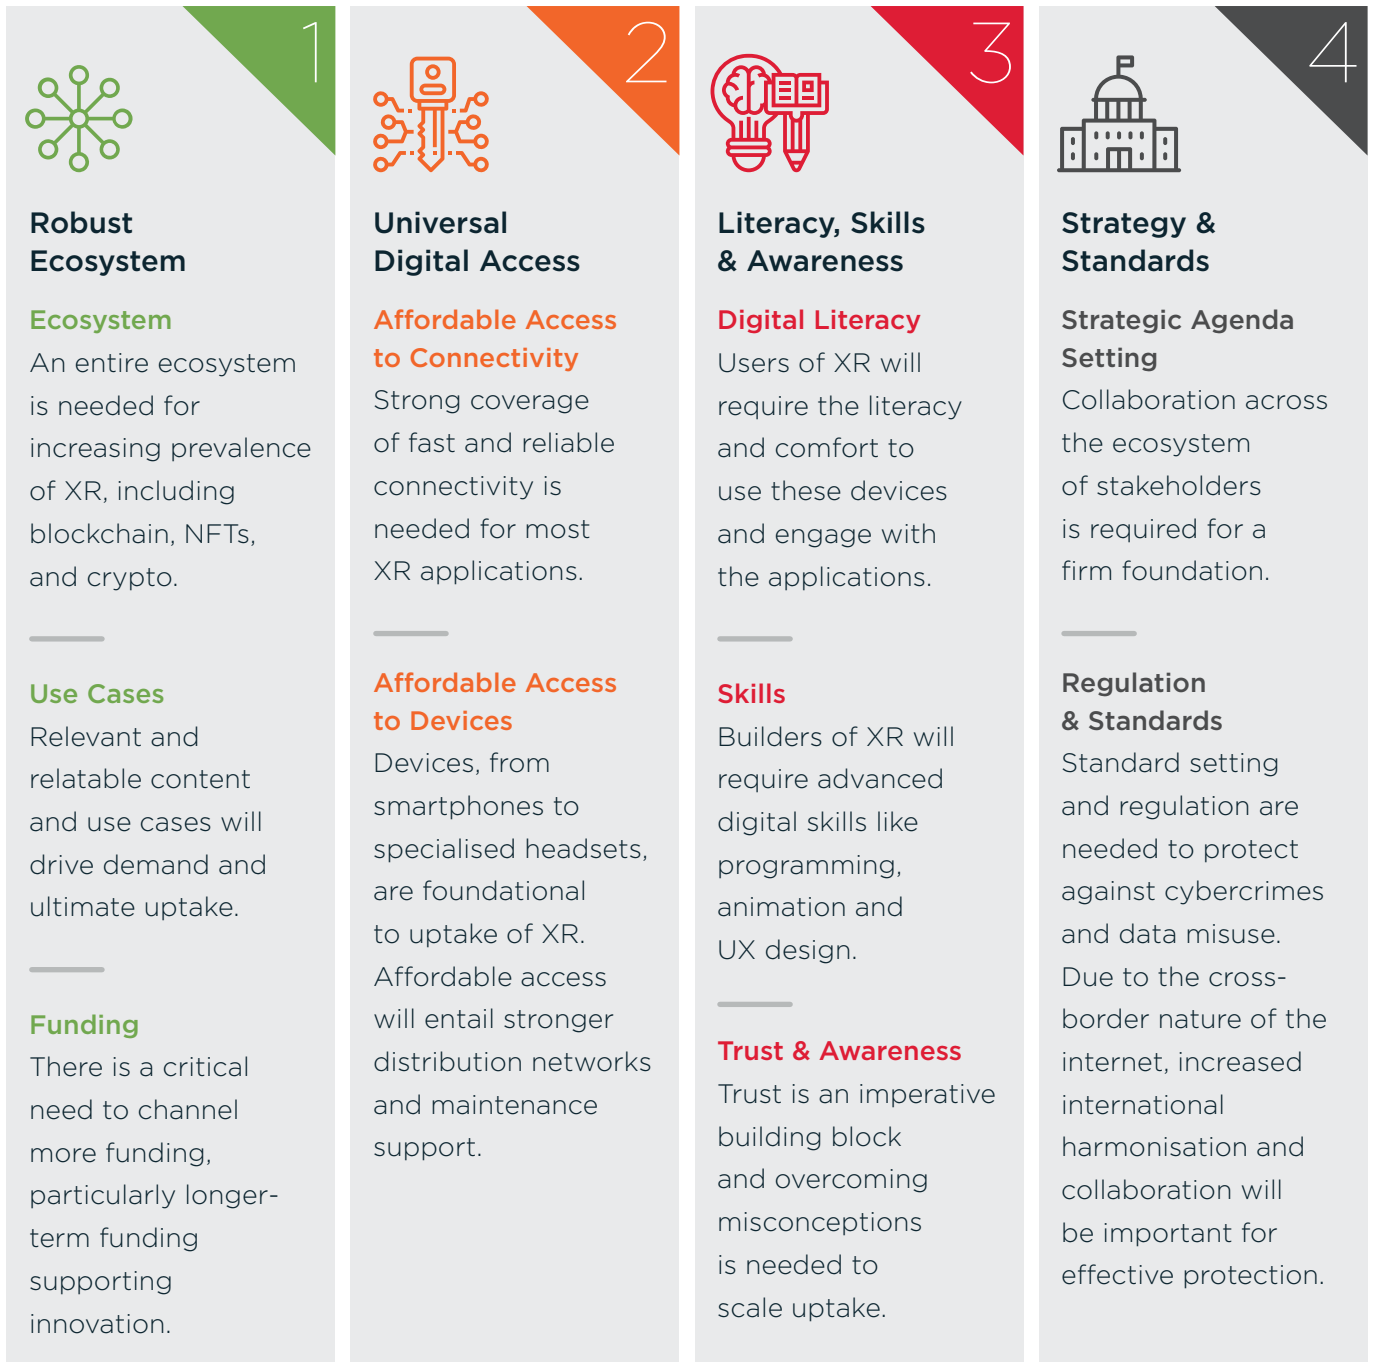 1
Robust
Ecosystem
Ecosystem
An entire ecosystem
is needed for
increasing prevalence
of XR, including
blockchain, NFTs,
and crypto.
Use Cases
Relevant and
relatable content
and use cases will
drive demand and
ultimate uptake.
Funding
There is a critical
need to channel
more funding,
particularly longer-
term funding
supporting
innovation.
2
Universal
Digital Access
Affordable Access
to Connectivity
Strong coverage
of fast and reliable
connectivity is
needed for most
XR applications.
Affordable Access
to Devices
Devices, from
smartphones to
specialised headsets,
are foundational
to uptake of XR.
Affordable access
will entail stronger
distribution networks
and maintenance
support.
3
Literacy, Skills
& Awareness
Digital Literacy
Users of XR will
require the literacy
and comfort to
use these devices
and engage with
the applications.
Skills
Builders of XR will
require advanced
digital skills like
programming,
animation and
UX design.
Trust & Awareness
Trust is an imperative
building block
and overcoming
misconceptions
is needed to
scale uptake.
4
Strategy &
Standards
Strategic Agenda
Setting
Collaboration across
the ecosystem
of stakeholders
is required for a
firm foundation.
Regulation
& Standards
Standard setting
and regulation are
needed to protect
against cybercrimes
and data misuse.
Due to the cross-
border nature of the
internet, increased
international
harmonisation and
collaboration will
be important for
effective protection.